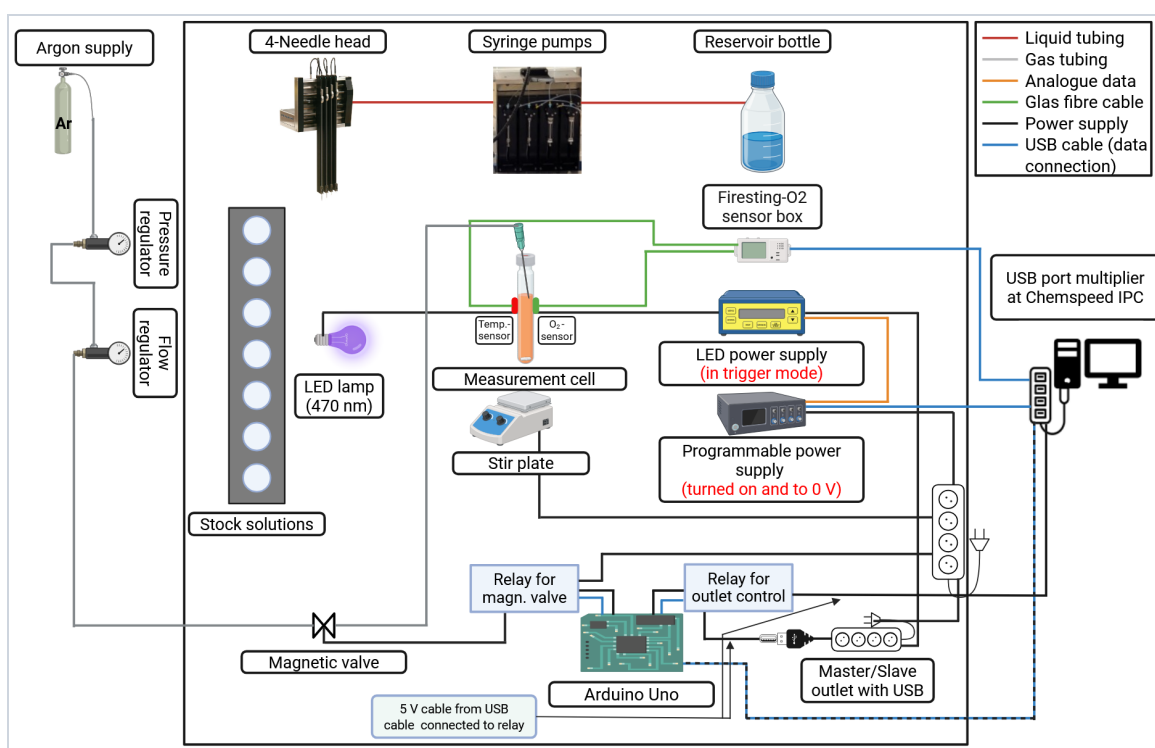 Argon supply
Ar
Pressure
regulator
Flow
regulator
4-Needle head
Syringe pumps
Reservoir bottle
Liquid tubing
Gas tubing
Analogue data
Glas fibre cable
Power supply
USB cable (data
connection)
Firesting-O2
sensor box
USB port multiplier
at Chemspeed IPC
Temp.-
sensor
O₂-
sensor
LED lamp
(470 nm)
Measurement cell
LED power supply
(in trigger mode)
Stir plate
Programmable power
supply
(turned on and to 0 V)
Stock solutions
Relay for
magn. valve
Relay for
outlet control
Magnetic valve
Arduino Uno
Master/Slave
outlet with USB
5 V cable from USB
cable connected to relay